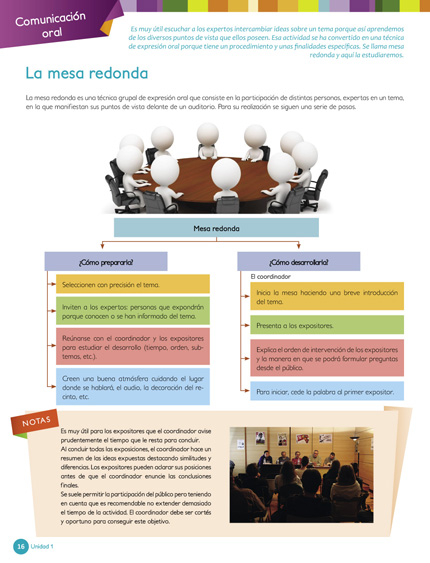 Comunicación
oral
Es muy útil escuchar a los expertos intercambiar ideas sobre un tema porque así aprendemos
de los diversos puntos de vista que ellos poseen. Esa actividad se ha convertido en una técnica
de expresión oral porque tiene un procedimiento y unas finalidades específicas. Se llama mesa
redonda y aquí la estudiaremos.
La mesa redonda
La mesa redonda es una técnica grupal de expresión oral que consiste en la participación de distintas personas, expertas en un tema,
en la que manifiestan sus puntos de vista delante de un auditorio. Para su realización se siguen una serie de pasos.
Mesa redonda
¿Cómo prepararla?
Seleccionen con precisión el tema.
Inviten a los expertos: personas que expondrán
porque conocen o se han informado del tema.
Reúnanse con el coordinador y los expositores
para estudiar el desarrollo (tiempo, orden, sub-
temas, etc.).
Creen una buena atmósfera cuidando el lugar
donde se hablará, el audio, la decoración del re-
cinto, etc.
¿Cómo desarrollarla?
El coordinador
Inicia la mesa haciendo una breve introducción
del tema.
Presenta a los expositores.
Explica el orden de intervención de los expositores
y la manera en que se podrá formular preguntas
desde el público.
Para iniciar, cede la palabra al primer expositor.
NOTAS
Es muy útil para los expositores que el coordinador avise
prudentemente el tiempo que le resta para concluir.
Al concluir todas las exposiciones, el coordinador hace un
resumen de las ideas expuestas destacando similitudes y
diferencias. Los expositores pueden aclarar sus posiciones
antes de que el coordinador enuncie las conclusiones
finales.
Se suele permitir la participación del público pero teniendo
en cuenta que es recomendable no extender demasiado
el tiempo de la actividad. El coordinador debe ser cortés
y oportuno para conseguir este objetivo.
16 Unidad 1